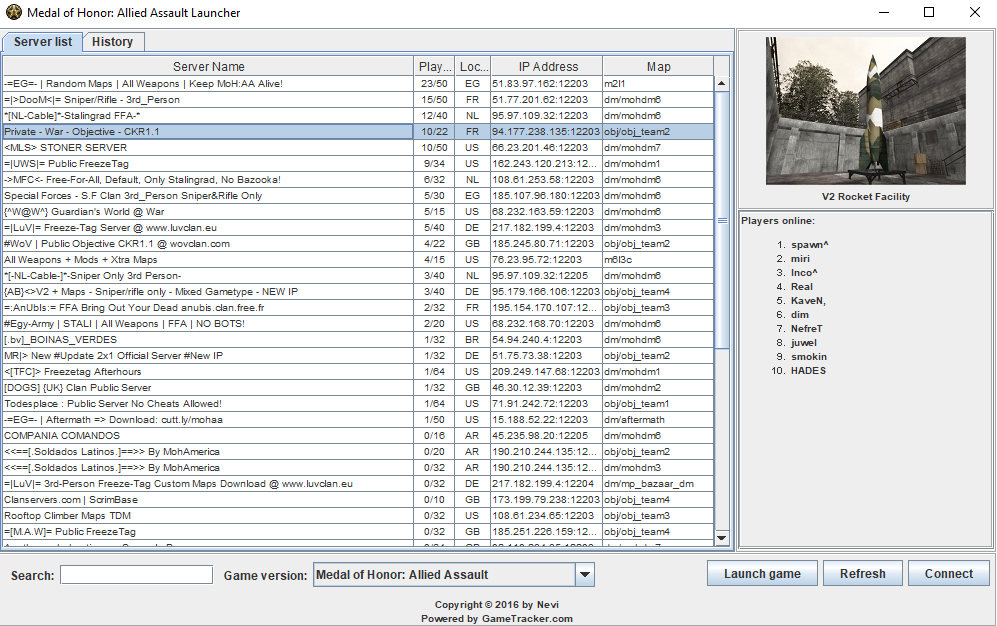 Medal of Honor: Allied Assault Launcher
Server list History
Server Name Play... Loc... IP Address Map
-=EG=- | Random Maps | All Weapons | Keep MoH:AA Alive! 23/50 EG 51.83.97.162:12203 m2l1
=|>DooM<|= Sniper/Rifle - 3rd_Person 15/50 FR 51.77.201.62:12203 dm/mohdm6
*[NL-Cable]*-Stalingrad FFA-* 12/40 NL 95.97.109.32:12203 dm/mohdm6
Private - War - Objective - CKR1.1 10/22 FR 94.177.238.135:12203 obj/obj_team2
<MLS> STONER SERVER 10/50 US 66.23.201.46:12203 dm/mohdm7
=|UWS|= Public FreezeTag 9/34 US 162.243.120.213:12... dm/mohdm1
->MFC<- Free-For-All, Default, Only Stalingrad, No Bazooka! 6/32 NL 108.61.253.58:12203 dm/mohdm6
Special Forces - S.F Clan 3rd_Person Sniper&Rifle Only 5/30 EG 185.107.96.180:12203 dm/mohdm6
{^W@W^} Guardian's World @ War 5/15 US 68.232.163.59:12203 dm/mohdm6
=|LuV|= Freeze-Tag Server @ www.luvclan.eu 5/40 DE 217.182.199.4:12203 dm/mohdm3
#WoV | Public Objective CKR1.1 @ wovclan.com 4/22 GB 185.245.80.71:12203 obj/obj_team2
All Weapons + Mods + Xtra Maps 4/15 US 76.23.95.72:12203 m6l3c
*[-NL-Cable-]*-Sniper Only 3rd Person- 3/40 NL 95.97.109.32:12205 dm/mohdm6
{AB}<>V2 + Maps - Sniper/rifle only - Mixed Gametype - NEW IP 3/40 DE 95.179.166.106:12203 obj/obj_team4
=:AnUbIs:= FFA Bring Out Your Dead anubis.clan.free.fr 2/32 FR 195.154.170.107:12... obj/obj_team3
#Egy-Army | STALI | All Weapons | FFA | NO BOTS! 2/20 US 68.232.168.70:12203 dm/mohdm6
[.bv]_BOINAS_VERDES 1/32 BR 54.94.240.4:12203 dm/mohdm6
MR|> New #Update 2x1 Official Server #New IP 1/32 DE 51.75.73.38:12203 obj/obj_team2
<[TFC]> Freezetag Afterhours 1/64 US 209.249.147.68:12203 dm/mohdm1
[DOGS] {UK} Clan Public Server 1/32 GB 46.30.12.39:12203 dm/mohdm2
Todesplace : Public Server No Cheats Allowed! 1/64 US 71.91.242.72:12203 obj/obj_team1
-=EG=- | Aftermath => Download: cutt.ly/mohaa 1/50 US 15.188.52.22:12203 dm/aftermath
COMPANIA COMANDOS 0/16 AR 45.235.98.20:12205 dm/mohdm6
<<==[.Soldados Latinos.]==>> By MohAmerica 0/20 AR 190.210.244.135:12... obj/obj_team2
<<==[.Soldados Latinos.]==>> By MohAmerica 0/32 AR 190.210.244.135:12... dm/mohdm3
=|LuV|= 3rd-Person Freeze-Tag Custom Maps Download @ www.luvclan.eu 0/32 DE 217.182.199.4:12204 dm/mp_bazaar_dm
Clanservers.com | ScrimBase 0/10 GB 173.199.79.238:12203 obj/obj_team4
Rooftop Climber Maps TDM 0/32 US 108.61.234.65:12203 obj/obj_team3
=[M.A.W]= Public FreezeTag 0/32 GB 185.251.226.159:12... obj/obj_team4
V2 Rocket Facility
Players online:
1. spawn^
2. miri
3. lnco^
4. Real
5. KaveN,
6. dim
7. NefreT
8. juwel
9. smokin
10. HADES
Search: Game version: Medal of Honor: Allied Assault Launch game Refresh Connect
Copyright © 2016 by Nevi
Powered by GameTracker.com